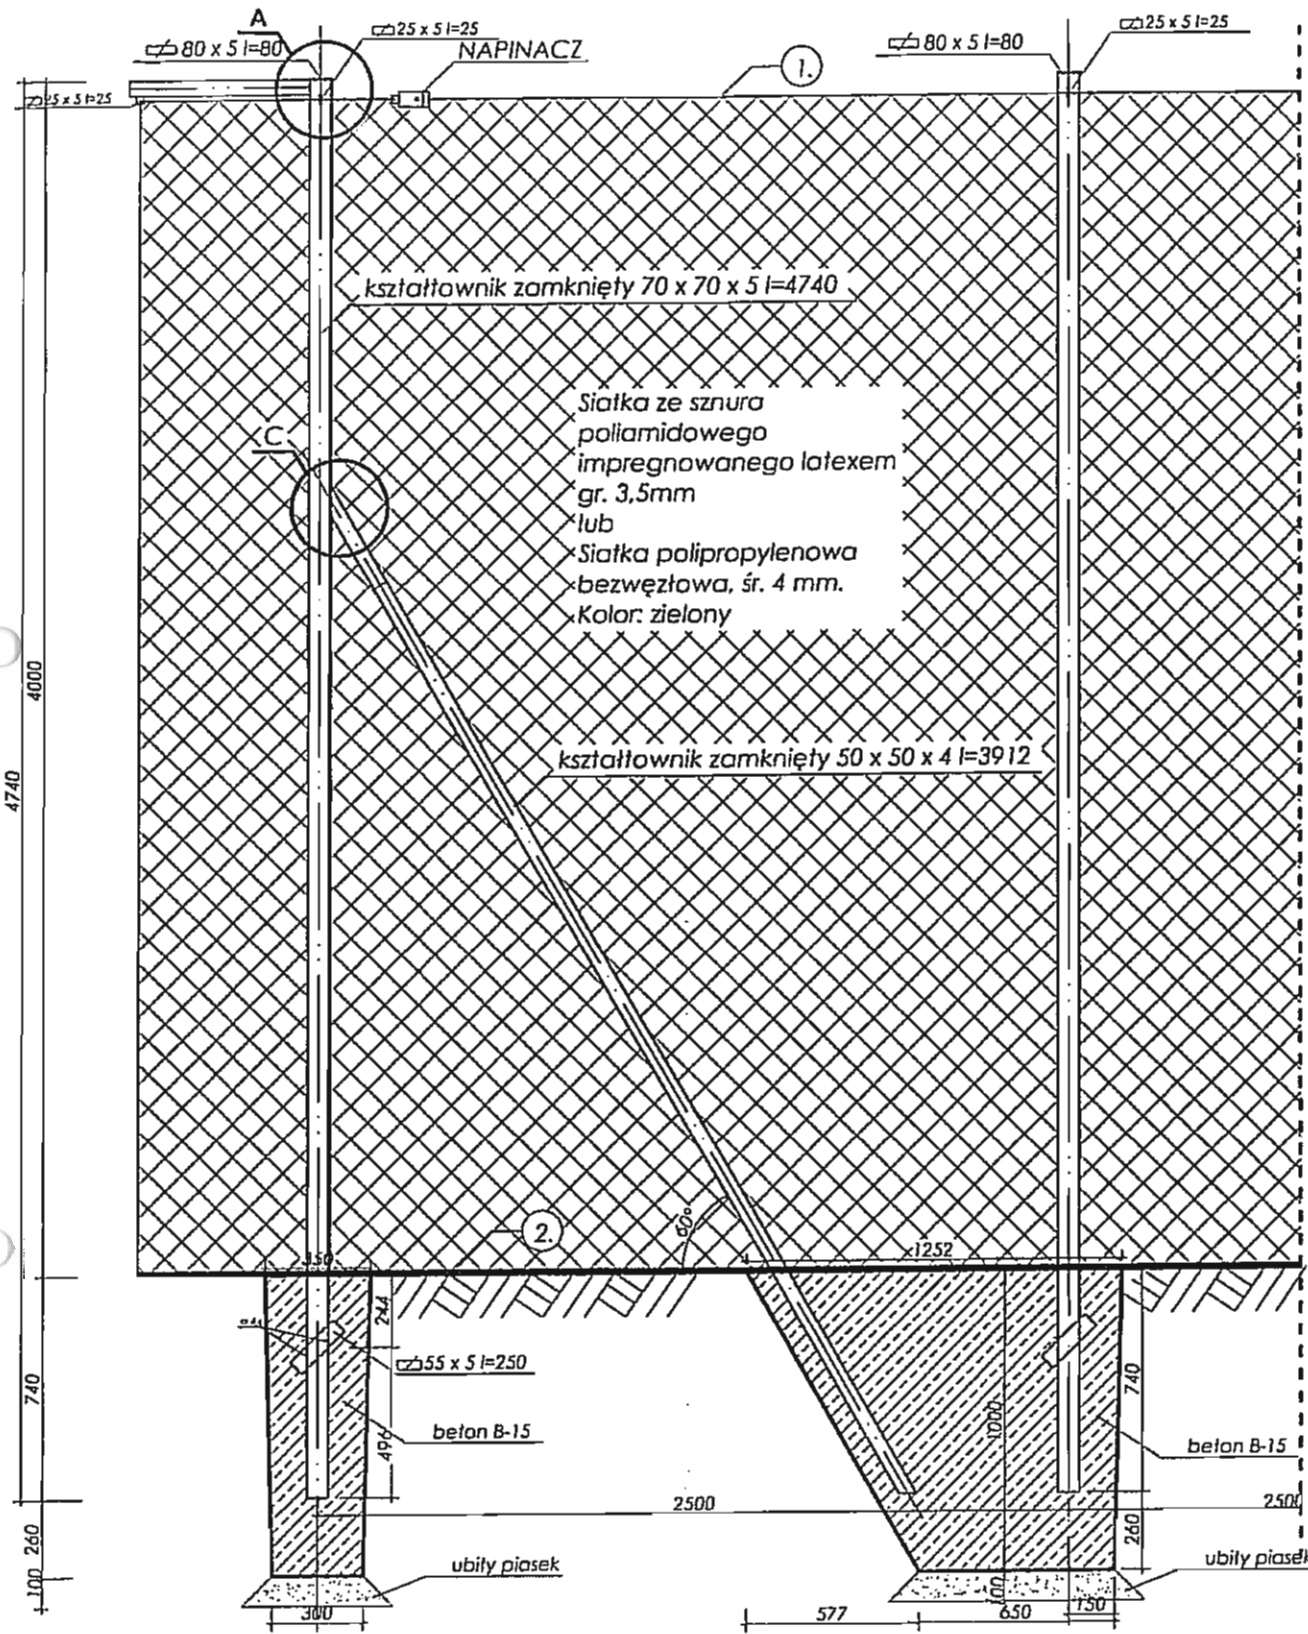 A
80 x 5 l=80
25 x 5 l=25
NAPINACZ
1.
80 x 5 l=80
25 x 5 l=25
25 x 5 l=25
kształtownik zamknięty 70 x 70 x 5 l=4740
Siatka ze sznura
poliamidowego
impregnowanego latexem
gr. 3,5mm
lub
Siatka polipropylenowa
bezwęzłowa, śr. 4 mm.
Kolor: zielony
C
4000
4740
kształtownik zamknięty 50 x 50 x 4 l=3912
60°
2.
350
1252
244
55 x 5 l=250
740
496
beton B-15
1000
740
beton B-15
2500
2500
260
260
100
ubity piasek
100
ubity piasek
300
577
650
150